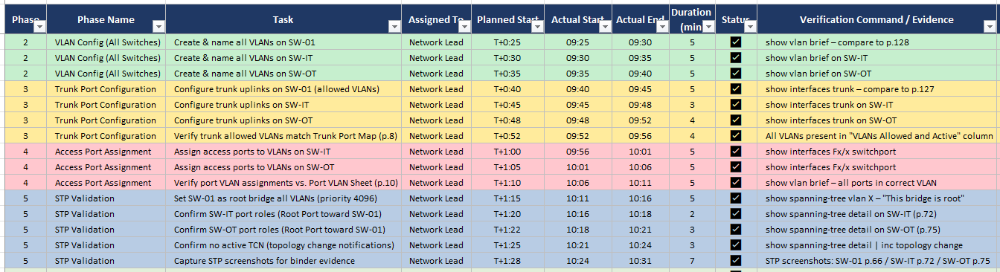 Phase Phase Name Task Assigned To Planned Start Actual Start Actual End Duration (min Status Verification Command / Evidence
2 VLAN Config (All Switches) Create & name all VLANs on SW-01 Network Lead T+0:25 09:25 09:30 5 show vlan brief – compare to p.128
2 VLAN Config (All Switches) Create & name all VLANs on SW-IT Network Lead T+0:30 09:30 09:35 5 show vlan brief on SW-IT
2 VLAN Config (All Switches) Create & name all VLANs on SW-OT Network Lead T+0:35 09:35 09:40 5 show vlan brief on SW-OT
3 Trunk Port Configuration Configure trunk uplinks on SW-01 (allowed VLANs) Network Lead T+0:40 09:40 09:45 5 show interfaces trunk – compare to p.127
3 Trunk Port Configuration Configure trunk uplinks on SW-IT Network Lead T+0:45 09:45 09:48 3 show interfaces trunk on SW-IT
3 Trunk Port Configuration Configure trunk uplinks on SW-OT Network Lead T+0:48 09:48 09:52 4 show interfaces trunk on SW-OT
3 Trunk Port Configuration Verify trunk allowed VLANs match Trunk Port Map (p.8) Network Lead T+0:52 09:52 09:56 4 All VLANs present in "VLANs Allowed and Active" column
4 Access Port Assignment Assign access ports to VLANs on SW-IT Network Lead T+1:00 09:56 10:01 5 show interfaces Fx/x switchport
4 Access Port Assignment Assign access ports to VLANs on SW-OT Network Lead T+1:05 10:01 10:06 5 show interfaces Fx/x switchport
4 Access Port Assignment Verify port VLAN assignments vs. Port VLAN Sheet (p.10) Network Lead T+1:10 10:06 10:11 5 show vlan brief – all ports in correct VLAN
5 STP Validation Set SW-01 as root bridge all VLANs (priority 4096) Network Lead T+1:15 10:11 10:16 5 show spanning-tree vlan X – "This bridge is root"
5 STP Validation Confirm SW-IT port roles (Root Port toward SW-01) Network Lead T+1:20 10:16 10:18 2 show spanning-tree detail on SW-IT (p.72)
5 STP Validation Confirm SW-OT port roles (Root Port toward SW-01) Network Lead T+1:22 10:18 10:21 3 show spanning-tree detail on SW-OT (p.75)
5 STP Validation Confirm no active TCN (topology change notifications) Network Lead T+1:25 10:21 10:24 3 show spanning-tree detail | inc topology change
5 STP Validation Capture STP screenshots for binder evidence Network Lead T+1:28 10:24 10:31 7 STP screenshots: SW-01 p.66 / SW-IT p.72 / SW-OT p.75